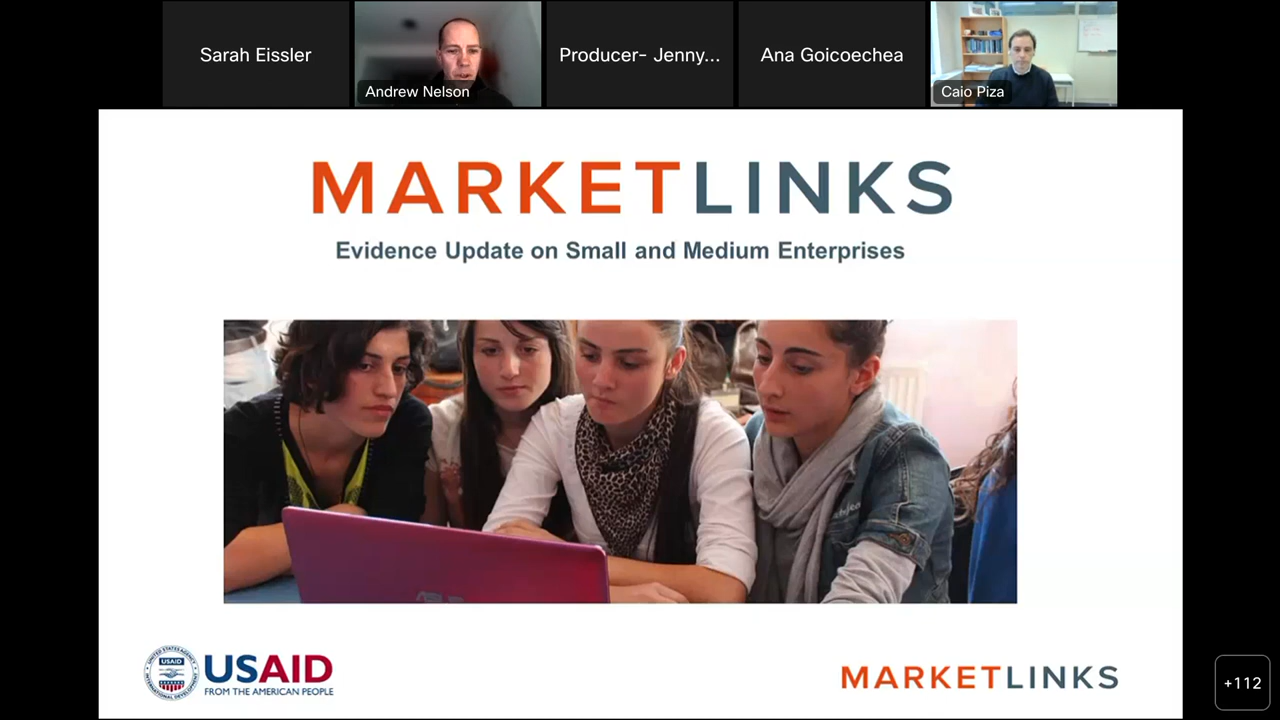 Sarah Eissler
Andrew Nelson
Producer- Jenny...
Ana Goicoechea
Caio Piza
MARKETLINKS
Evidence Update on Small and Medium Enterprises
USAID
USAID
FROM THE AMERICAN PEOPLE
MARKETLINKS
+112